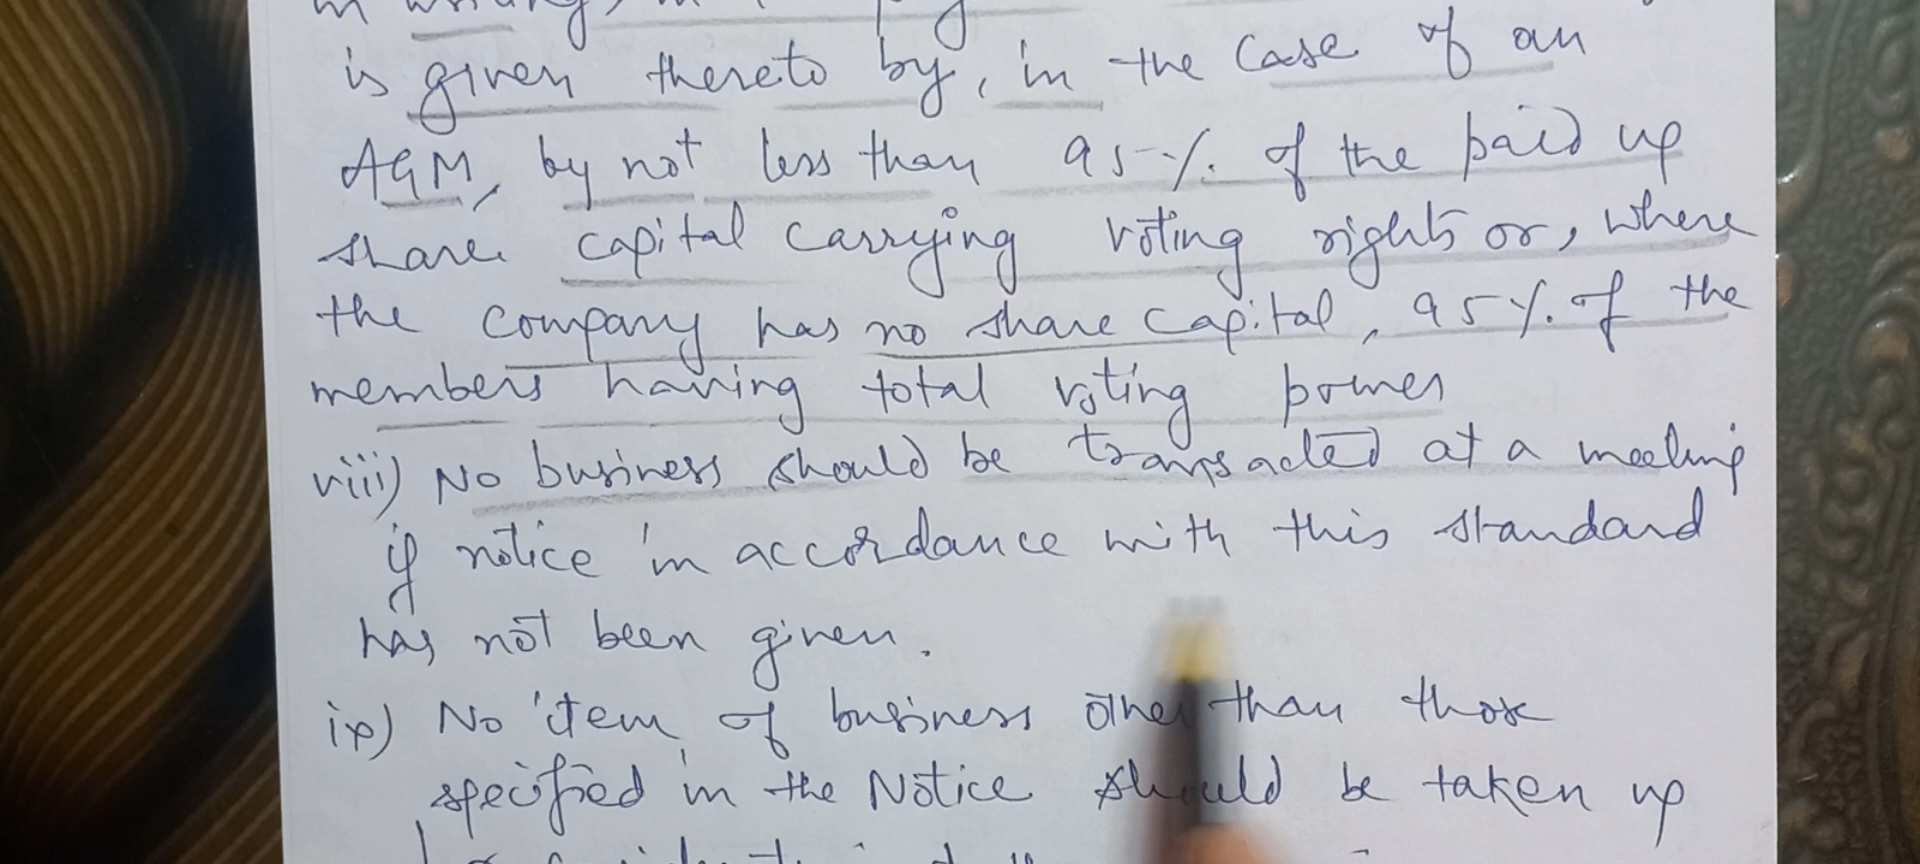 is given thereto by, in the case of an
AGM, by not less than 95% of the paid up
share capital carrying voting rights or, where
the company has no share capital, 95% of the
members having total voting power
viii) No business should be transacted at a meeting
if notice in accordance with this standard
has not been given.
ix) No item of business other than those
specified in the Notice should be taken up